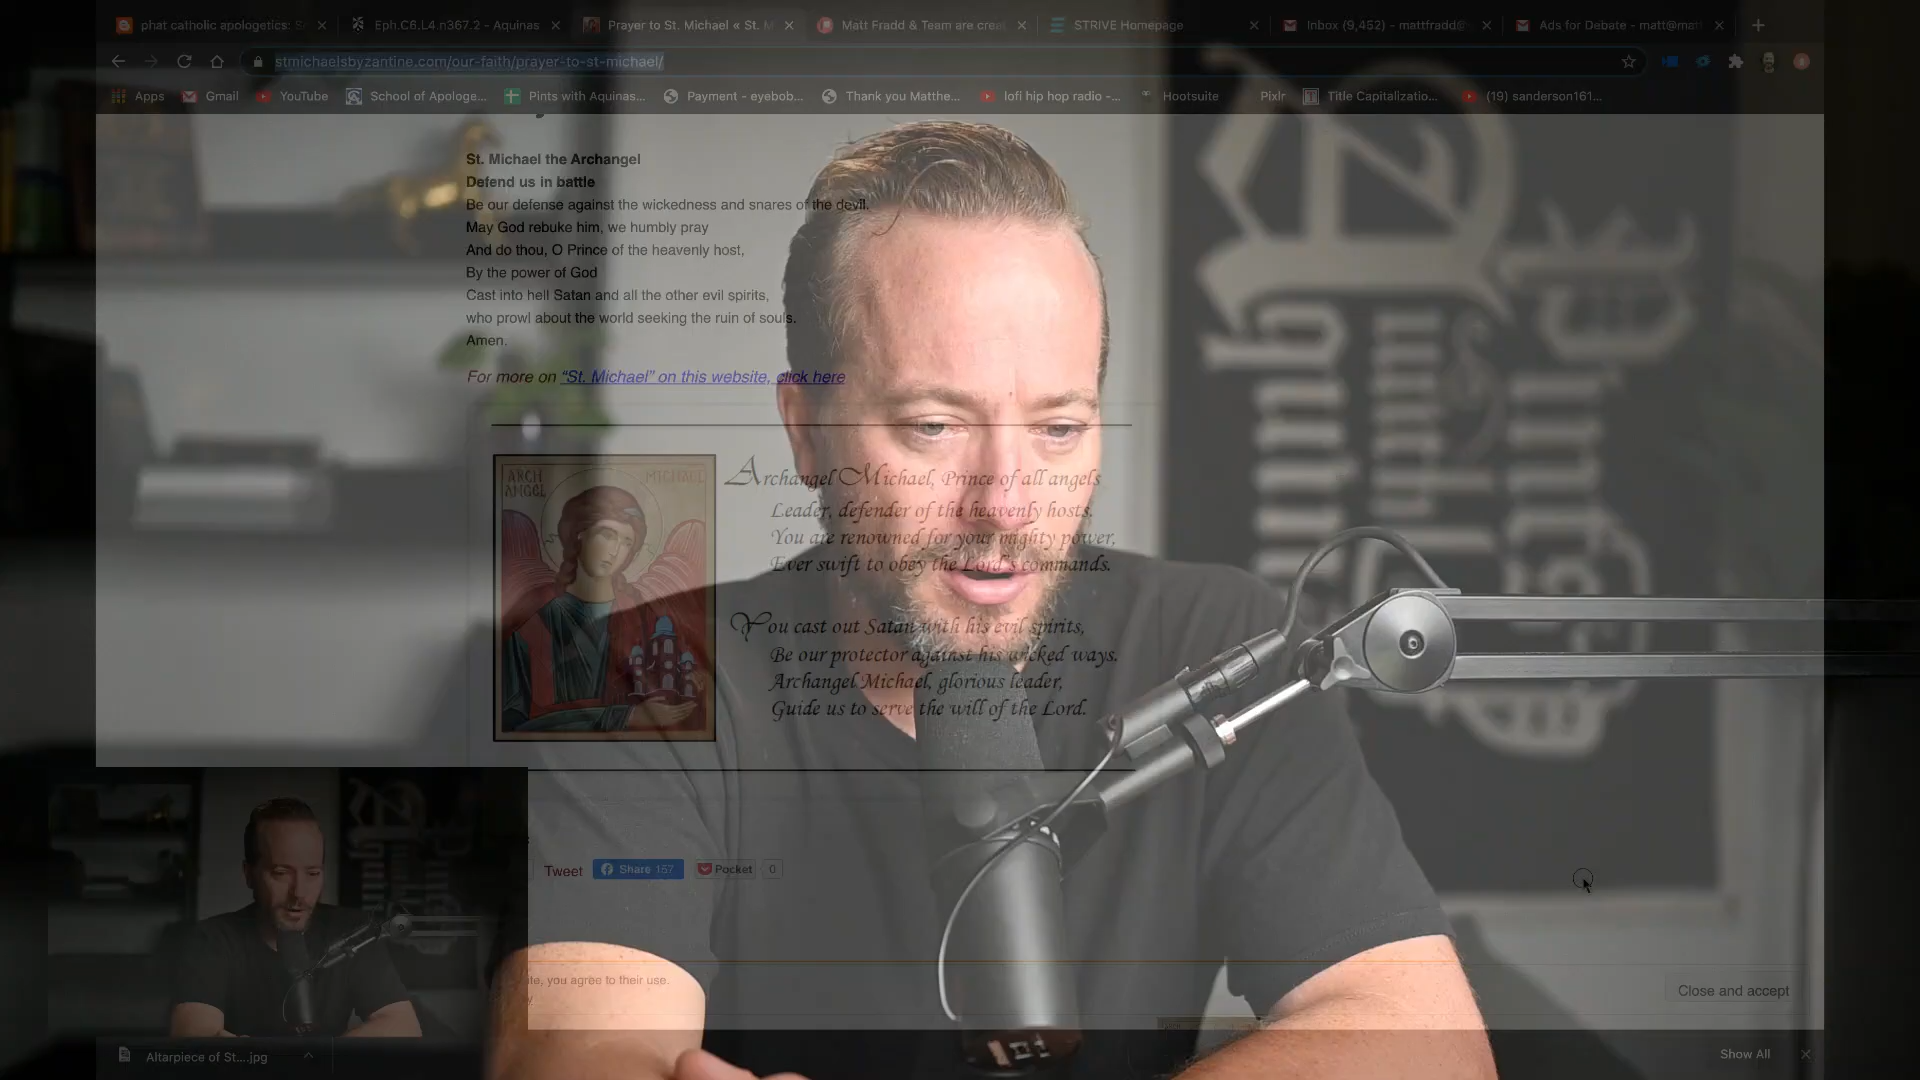 phat catholic apologetics: S
Eph.C6.L4.n367.2 - Aquinas
Prayer to St. Michael « St. M
Matt Fradd & Team are creat
STRIVE Homepage
Inbox (9,452) - mattfradd@
Ads for Debate - matt@mat
stmichaelsbyzantine.com/our-faith/prayer-to-st-michael/
Apps
Gmail
YouTube
School of Apologe...
Pints with Aquinas...
Payment - eyebob...
Thank you Matthe...
lofi hip hop radio -...
Hootsuite
Pixlr
Title Capitalizatio...
(19) sanderson161...
St. Michael the Archangel
Defend us in battle
Be our defense against the wickedness and snares of the devil.
May God rebuke him, we humbly pray
And do thou, O Prince of the heavenly host,
By the power of God
Cast into hell Satan and all the other evil spirits,
who prowl about the world seeking the ruin of souls.
Amen.
For more on “St. Michael” on this website, click here
ARCH MICHAEL
ANGEL
Archangel Michael, Prince of all angels
Leader, defender of the heavenly hosts.
You are renowned for your mighty power,
Ever swift to obey the Lord's commands.
You cast out Satan with his evil spirits,
Be our protector against his wicked ways.
Archangel Michael, glorious leader,
Guide us to serve the will of the Lord.
Tweet
Share 157
Pocket
0
ite, you agree to their use.
Close and accept
Altarpiece of St....jpg
Show All